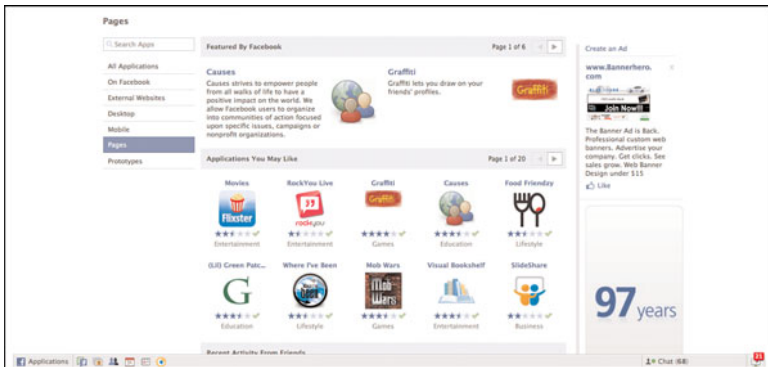 Pages
Search Apps
All Applications
On Facebook
External Websites
Desktop
Mobile
Pages
Prototypes
Featured By Facebook
Page 1 of 6
Causes
Causes strives to empower people
from all walks of life to have a
positive impact on the world. We
allow Facebook users to organize
into communities of action focused
upon specific issues, campaigns or
nonprofit organizations.
Graffiti
Graffiti lets you draw on your
friends' profiles.
Graffiti
Applications You May Like
Page 1 of 20
Movies
RockYou Live
Graffiti
Causes
Food Friendzy
Flixster
rockyou
Graffiti
Entertainment
Entertainment
Games
Education
Lifestyle
(Lil) Green Patc...
Where I've Been
Mob Wars
Visual Bookshelf
SlideShare
G
been
Mob
Wars
Education
Lifestyle
Games
Entertainment
Business
Recent Activity From Friends
Create an Ad
www.Bannerhero.
com
Join Now!!!
The Banner Ad is Back.
Professional custom web
banners. Advertise your
company. Get clicks. See
sales grow. Web Banner
Design under $15
Like
97 years
Applications
Chat (68)